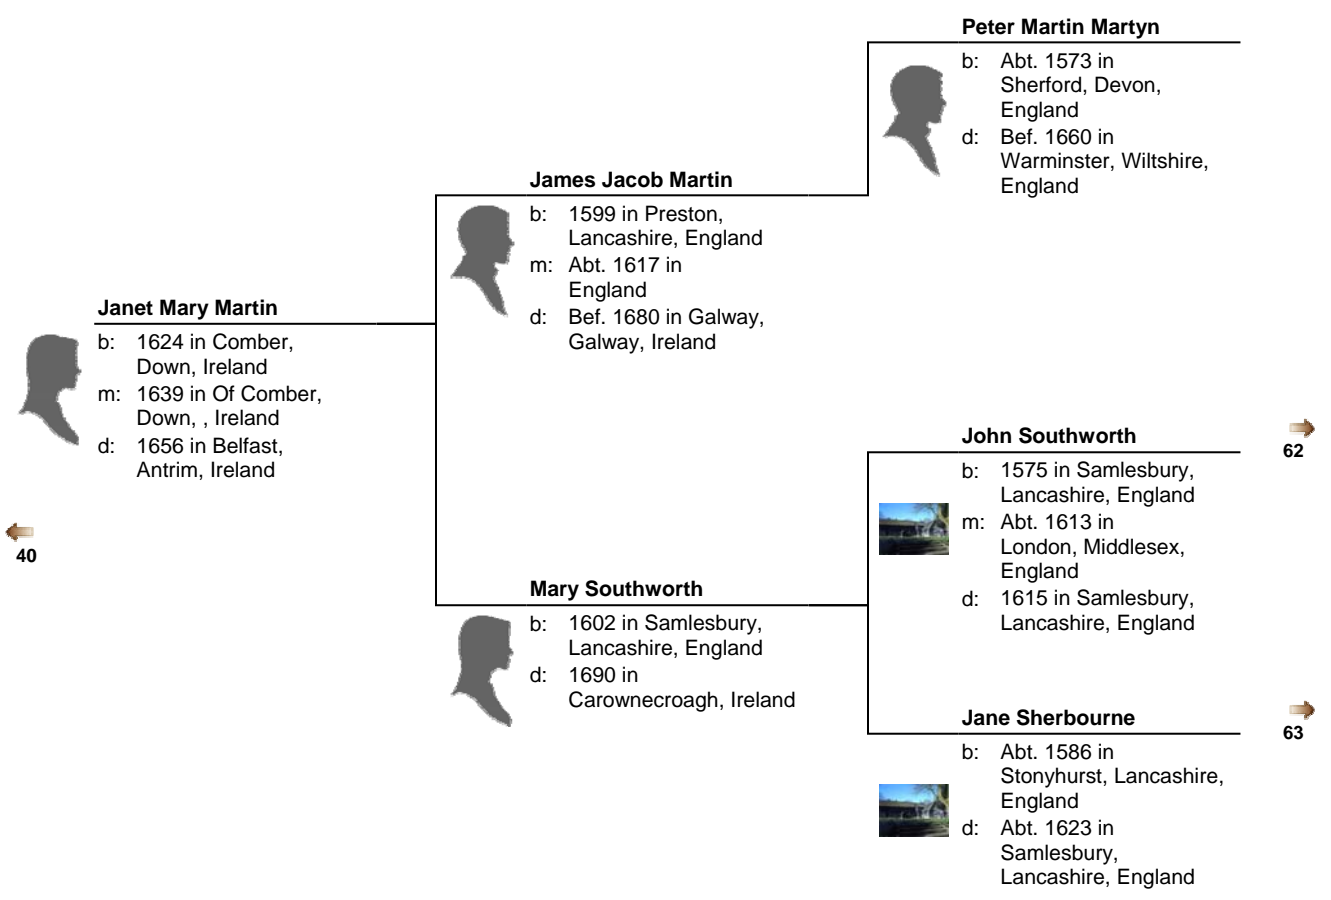 Peter Martin Martyn
b: Abt. 1573 in
Sherford, Devon,
England
d: Bef. 1660 in
Warminster, Wiltshire,
England
James Jacob Martin
b: 1599 in Preston,
Lancashire, England
m: Abt. 1617 in
England
d: Bef. 1680 in Galway,
Galway, Ireland
Janet Mary Martin
b: 1624 in Comber,
Down, Ireland
m: 1639 in Of Comber,
Down, , Ireland
d: 1656 in Belfast,
Antrim, Ireland
40
John Southworth
62
b: 1575 in Samlesbury,
Lancashire, England
m: Abt. 1613 in
London, Middlesex,
England
d: 1615 in Samlesbury,
Lancashire, England
Mary Southworth
b: 1602 in Samlesbury,
Lancashire, England
d: 1690 in
Carownecroagh, Ireland
Jane Sherbourne
63
b: Abt. 1586 in
Stonyhurst, Lancashire,
England
d: Abt. 1623 in
Samlesbury,
Lancashire, England